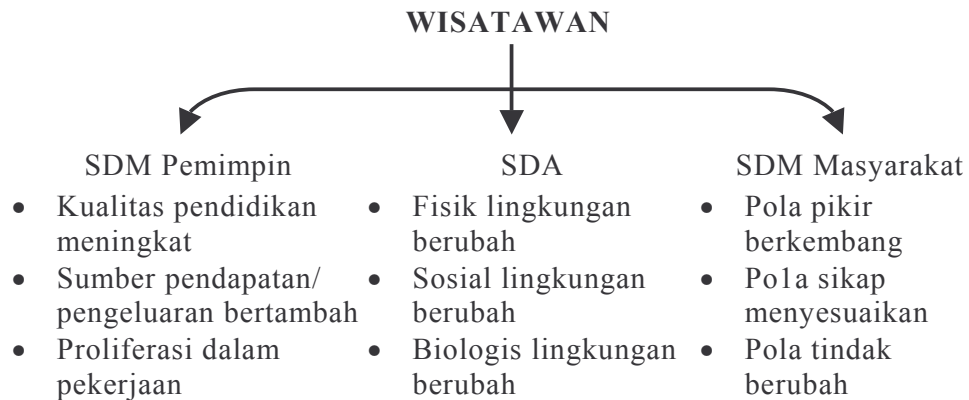 WISATAWAN
SDM Pemimpin
• Kualitas pendidikan
meningkat
• Sumber pendapatan/
pengeluaran bertambah
• Proliferasi dalam
pekerjaan
SDA
• Fisik lingkungan
berubah
• Sosial lingkungan
berubah
• Biologis lingkungan
berubah
SDM Masyarakat
• Pola pikir
berkembang
• Po1a sikap
menyesuaikan
• Pola tindak
berubah